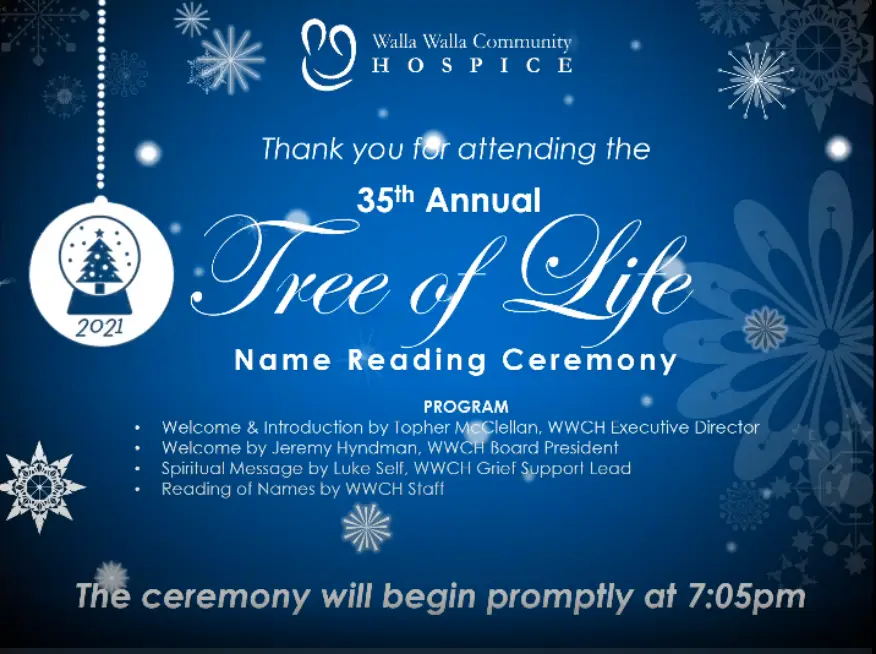 Walla Walla Community
HOSPICE
Thank you for attending the
35th Annual
Tree of Life
Name Reading Ceremony
2021
PROGRAM
• Welcome & Introduction by Topher McClellan, WWCH Executive Director
• Welcome by Jeremy Hyndman, WWCH Board President
• Spiritual Message by Luke Self, WWCH Grief Support Lead
• Reading of Names by WWCH Staff
The ceremony will begin promptly at 7:05pm